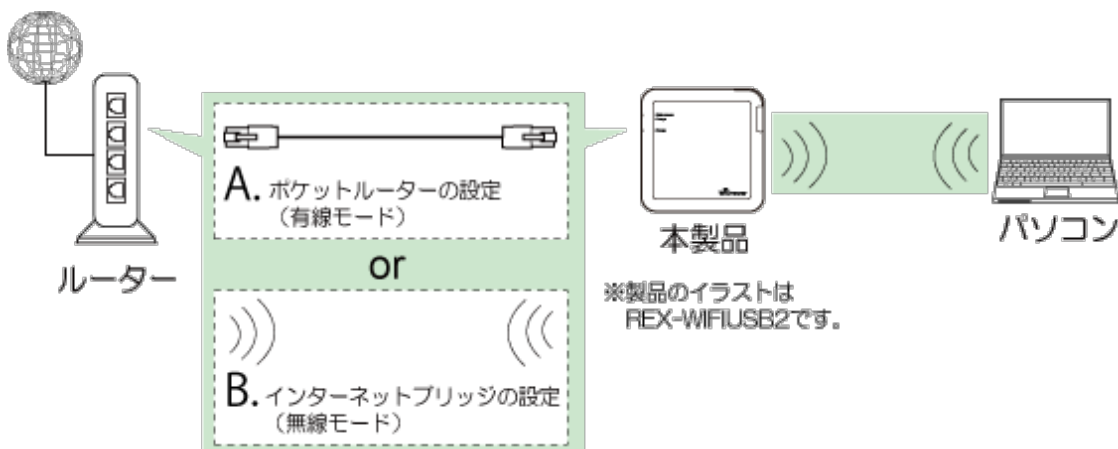 A. ポケットルーターの設定
（有線モード）
or
B. インターネットブリッジの設定
（無線モード）
ルーター
本製品
※製品のイラストは
REX-WIFIUSB2です。
パソコン